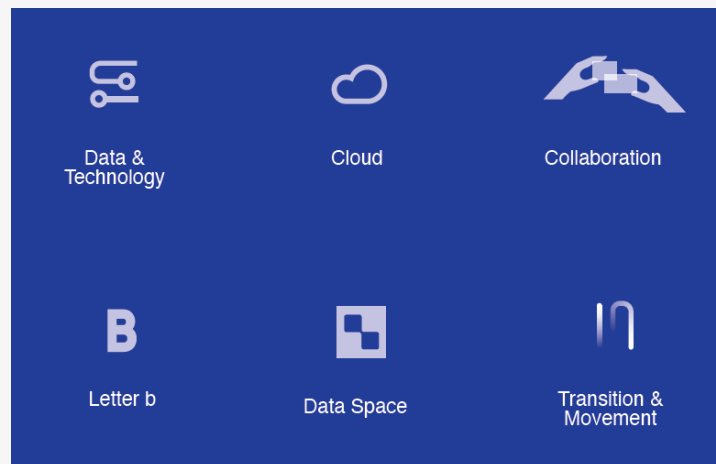 Data &
Technology
Cloud
Collaboration
B
Letter b
Data Space
Transition &
Movement